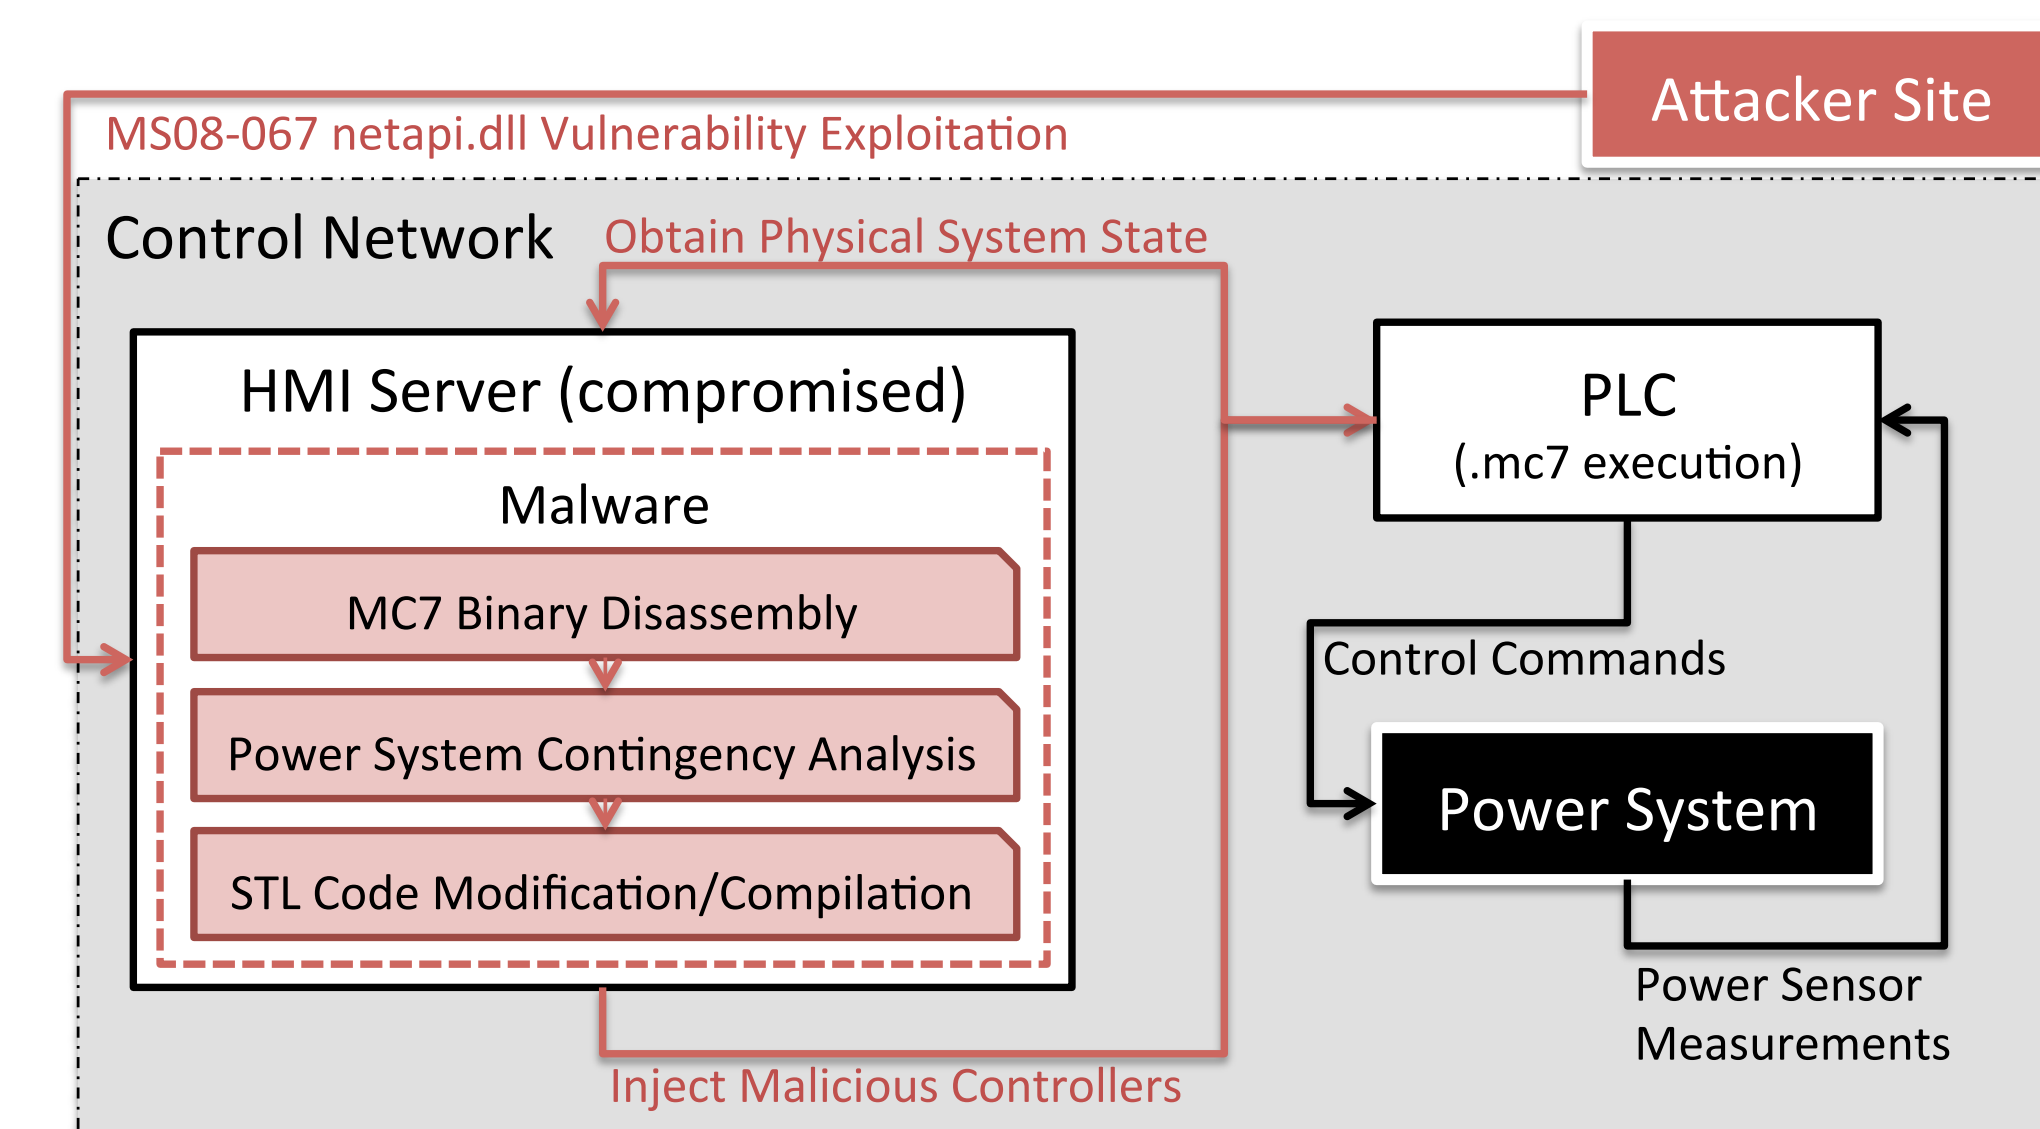 Attacker Site
MS08-067 netapi.dll Vulnerability Exploitation
Control Network
Obtain Physical System State
HMI Server (compromised)
Malware
MC7 Binary Disassembly
Power System Contingency Analysis
STL Code Modification/Compilation
Inject Malicious Controllers
PLC
(.mc7 execution)
Control Commands
Power System
Power Sensor
Measurements